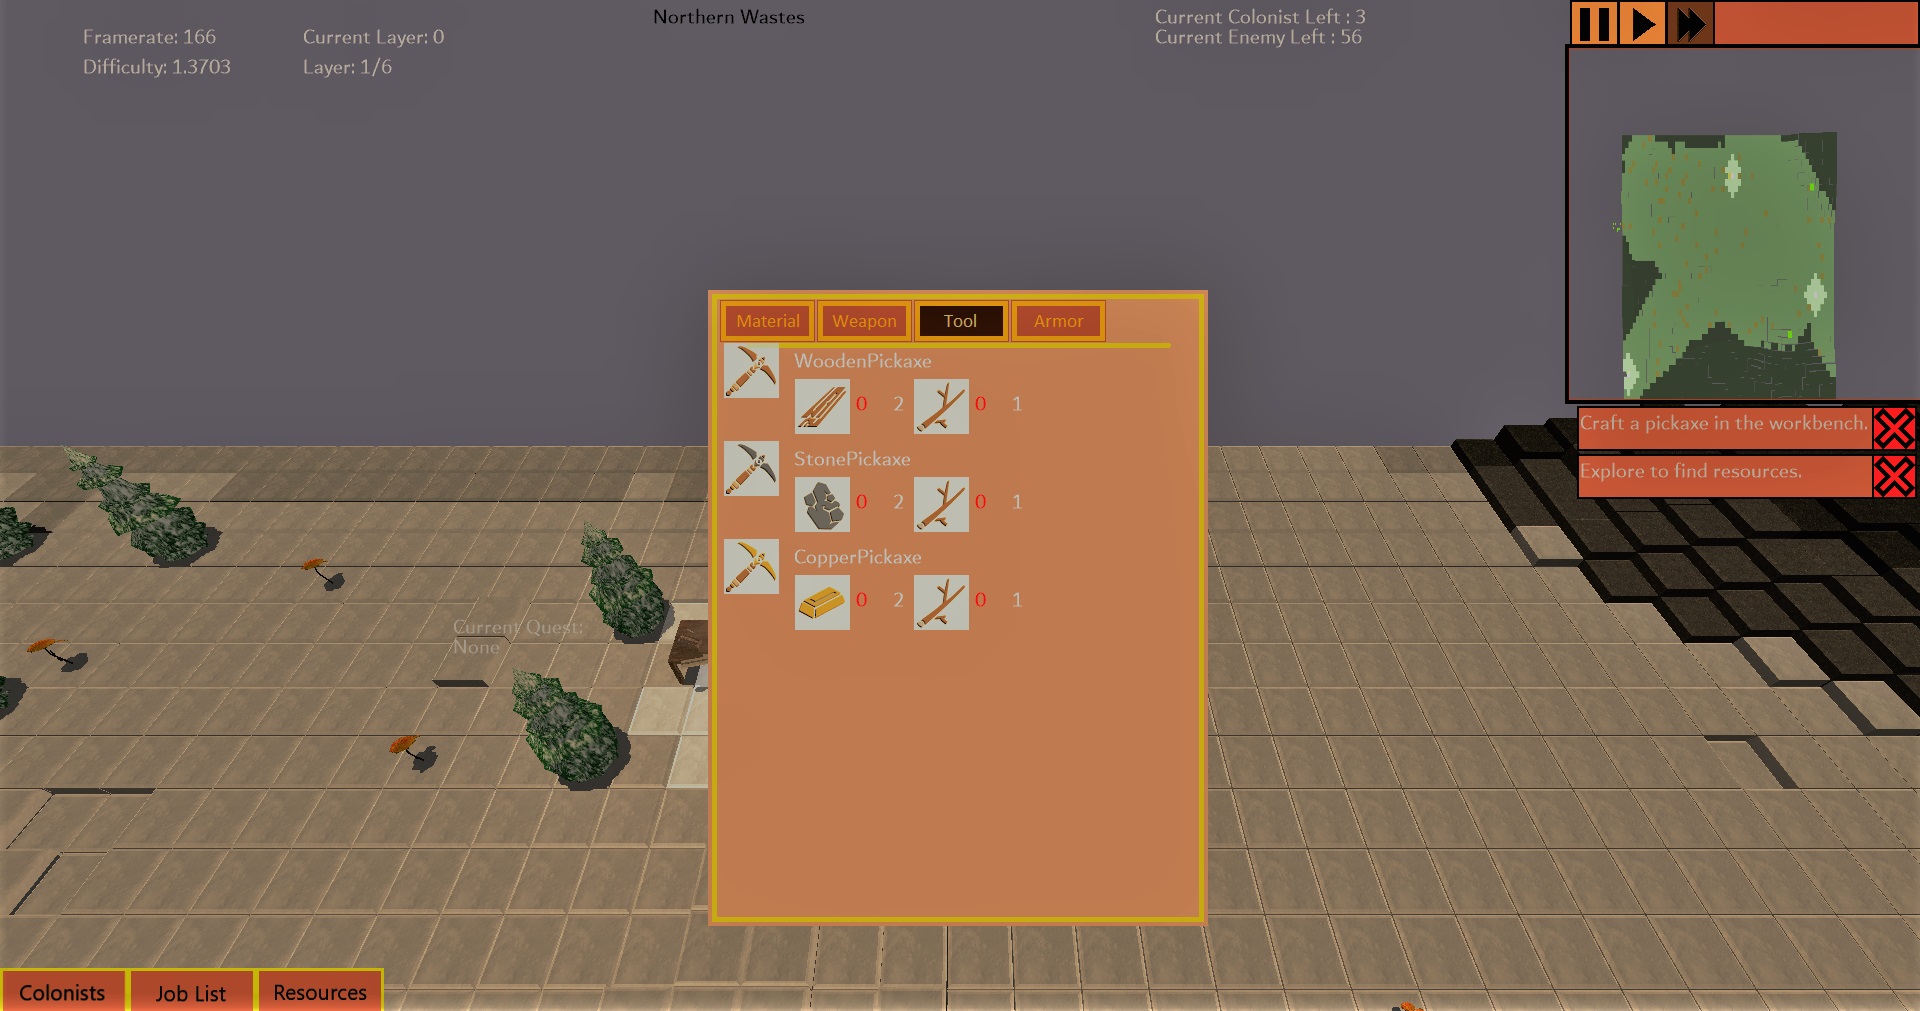 Northern Wastes
Framerate: 166
Current Layer: 0
Difficulty: 1.3703
Layer: 1/6
Current Colonist Left : 3
Current Enemy Left : 56
Material
Weapon
Tool
Armor
WoodenPickaxe
0 2 0 1
StonePickaxe
0 2 0 1
CopperPickaxe
0 2 0 1
Craft a pickaxe in the workbench.
Explore to find resources.
Current Quest:
None
Colonists
Job List
Resources